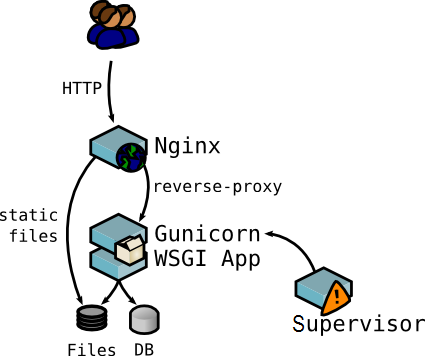 HTTP
Nginx
reverse-proxy
static
files
Gunicorn
WSGI App
!
Supervisor
Files
DB